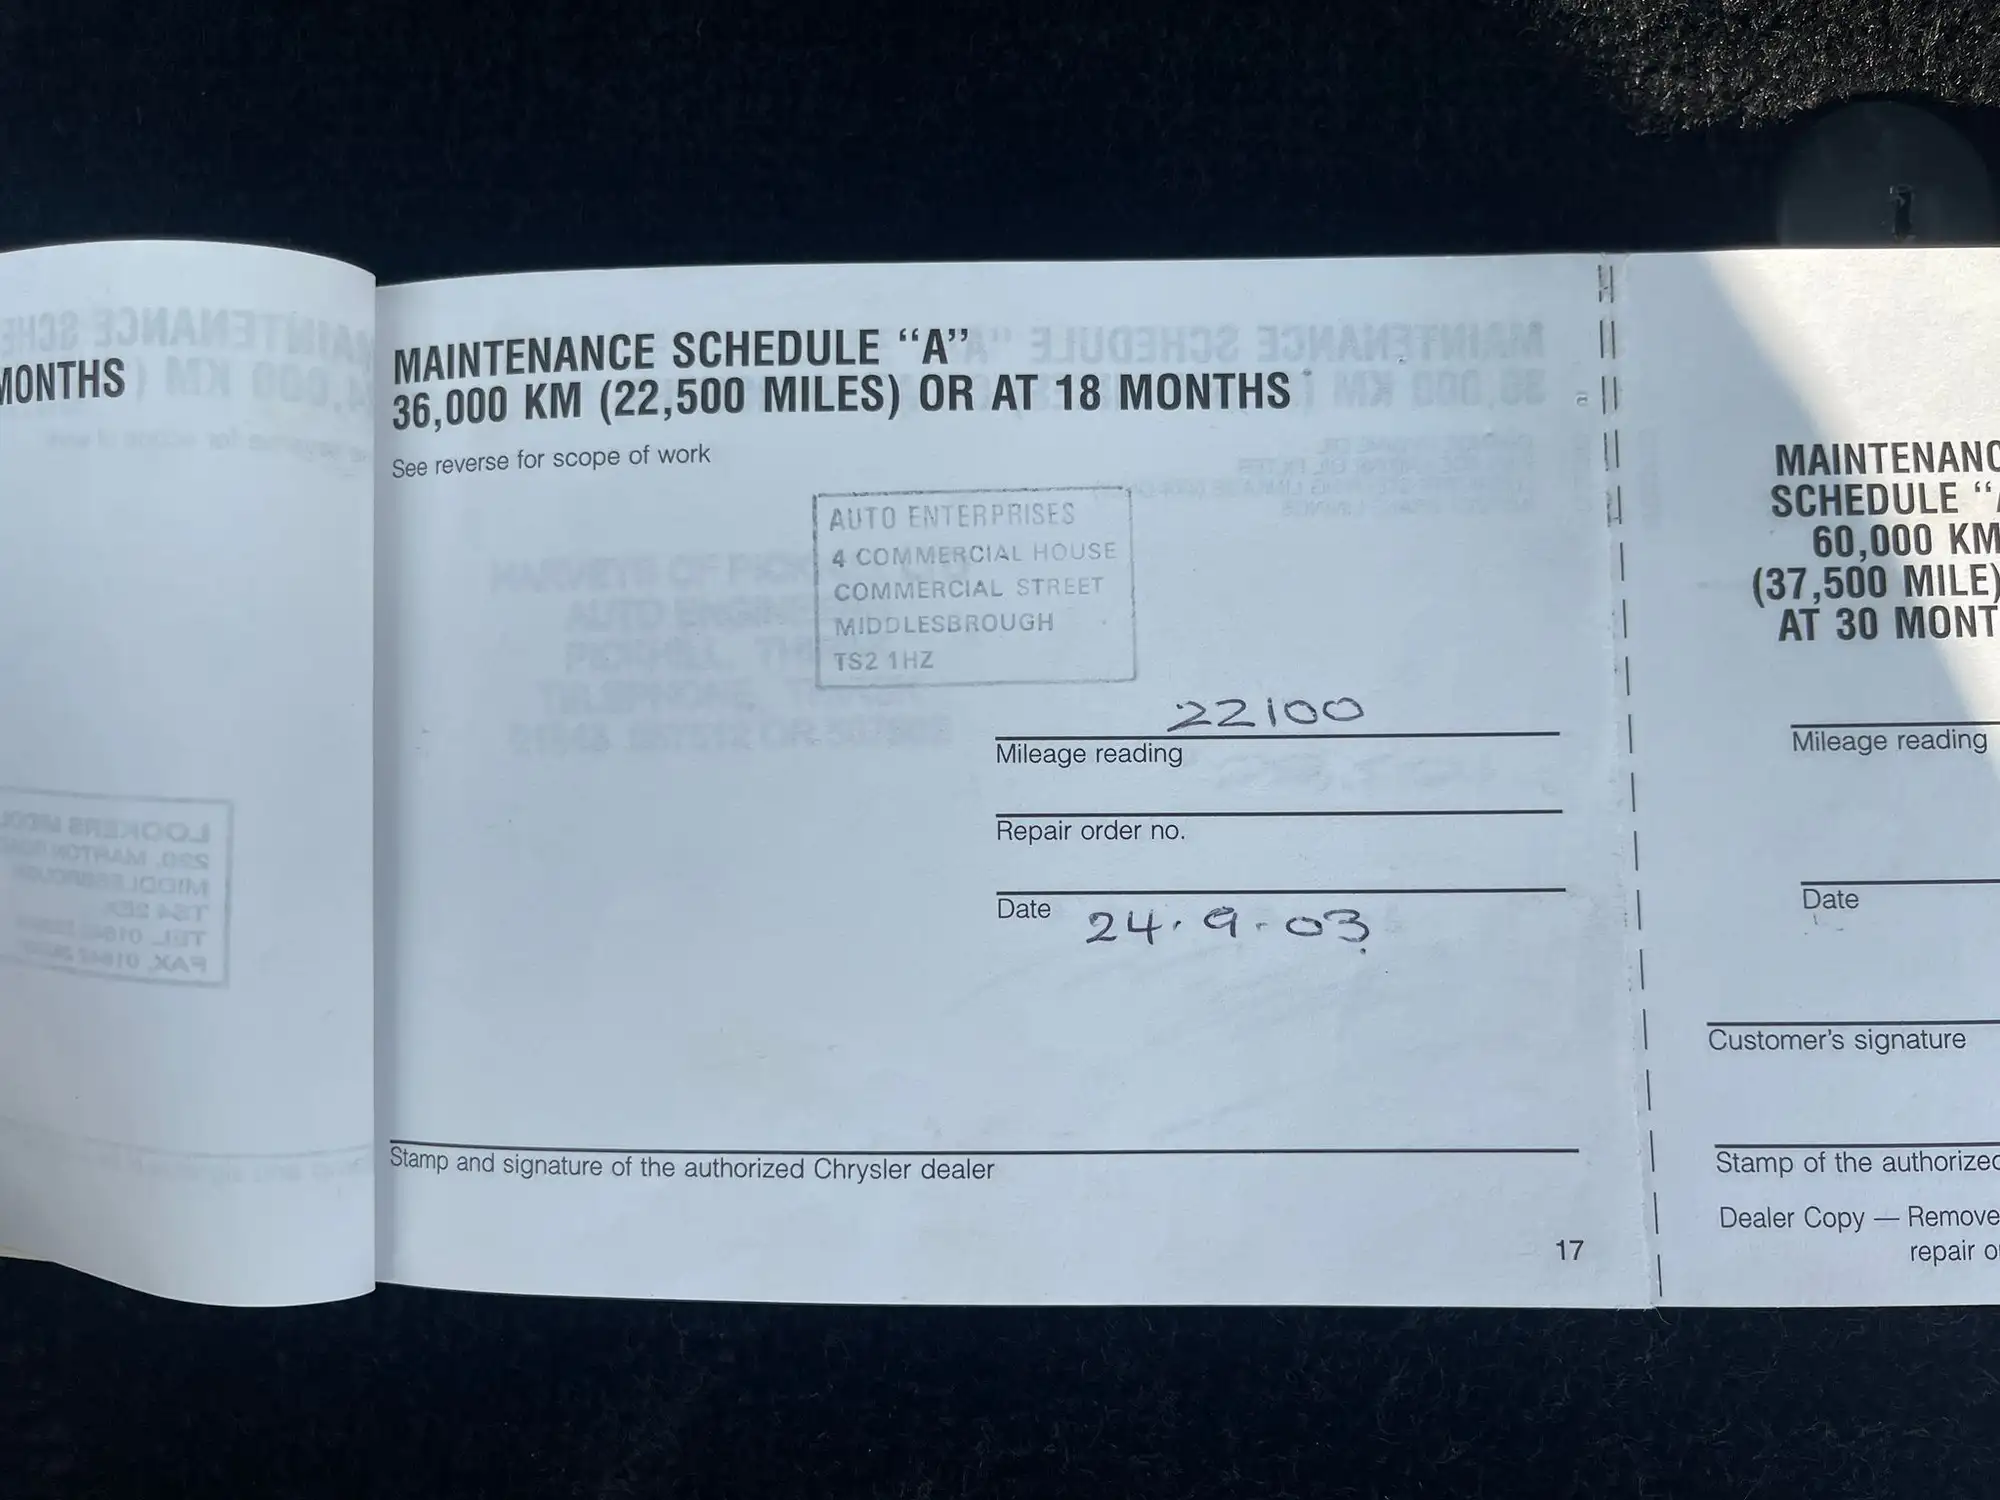 MONTHS
MAINTENANCE SCHEDULE “A”
36,000 KM (22,500 MILES) OR AT 18 MONTHS
See reverse for scope of work
AUTO ENTERPRISES
4 COMMERCIAL HOUSE
COMMERCIAL STREET
MIDDLESBROUGH
TS2 1HZ
22100
Mileage reading
Repair order no.
Date 24.9.03
Stamp and signature of the authorized Chrysler dealer
17
MAINTENANC
SCHEDULE “A
60,000 KM
(37,500 MILE)
AT 30 MONT
Mileage reading
Date
Customer's signature
Stamp of the authorized
Dealer Copy — Remove
repair o